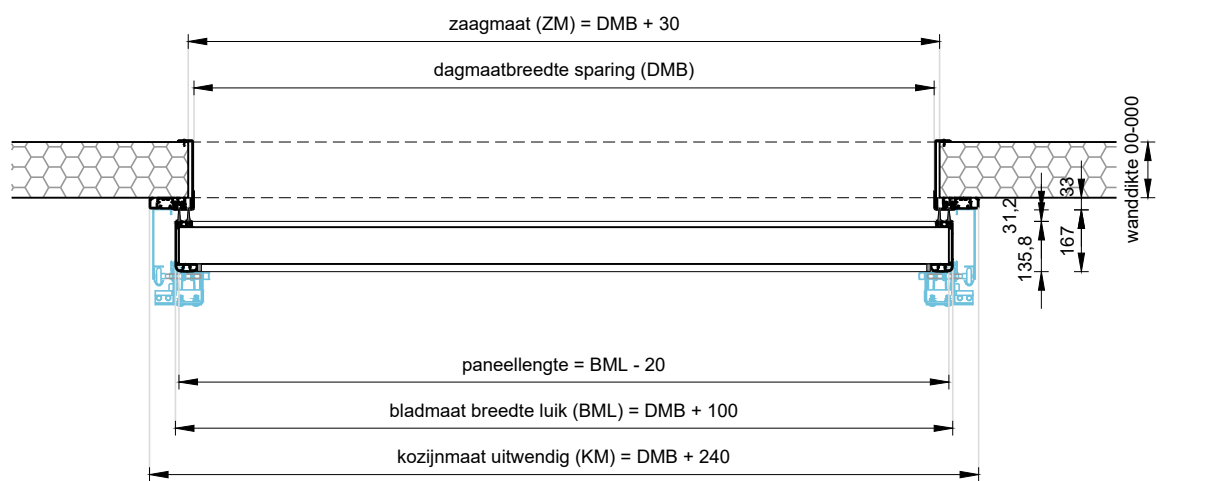 zaagmaat (ZM) = DMB + 30
dagmaatbreedte sparing (DMB)
wanddikte 00-000
33
31,2
167
135,8
paneellengte = BML - 20
bladmaat breedte luik (BML) = DMB + 100
kozijnmaat uitwendig (KM) = DMB + 240